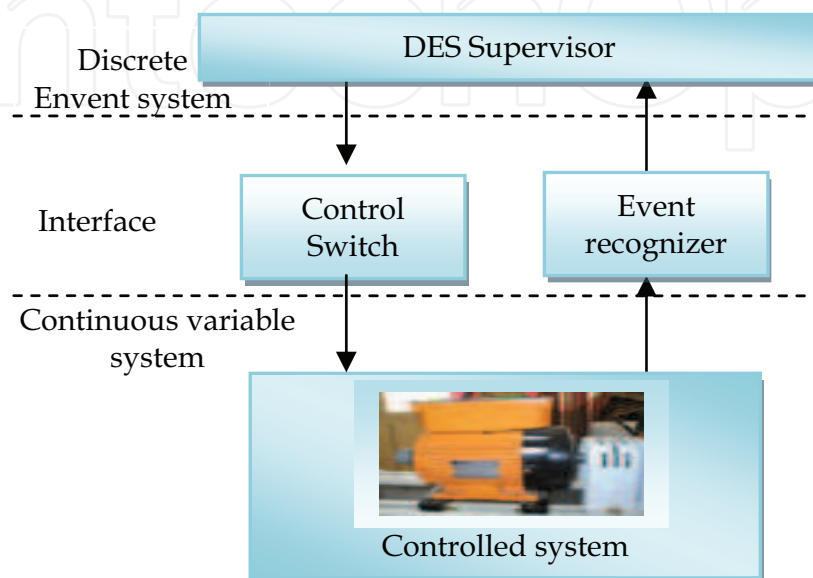 DES Supervisor
Discrete
Envent system
Interface
Control
Switch
Event
recognizer
Continuous variable
system
Controlled system